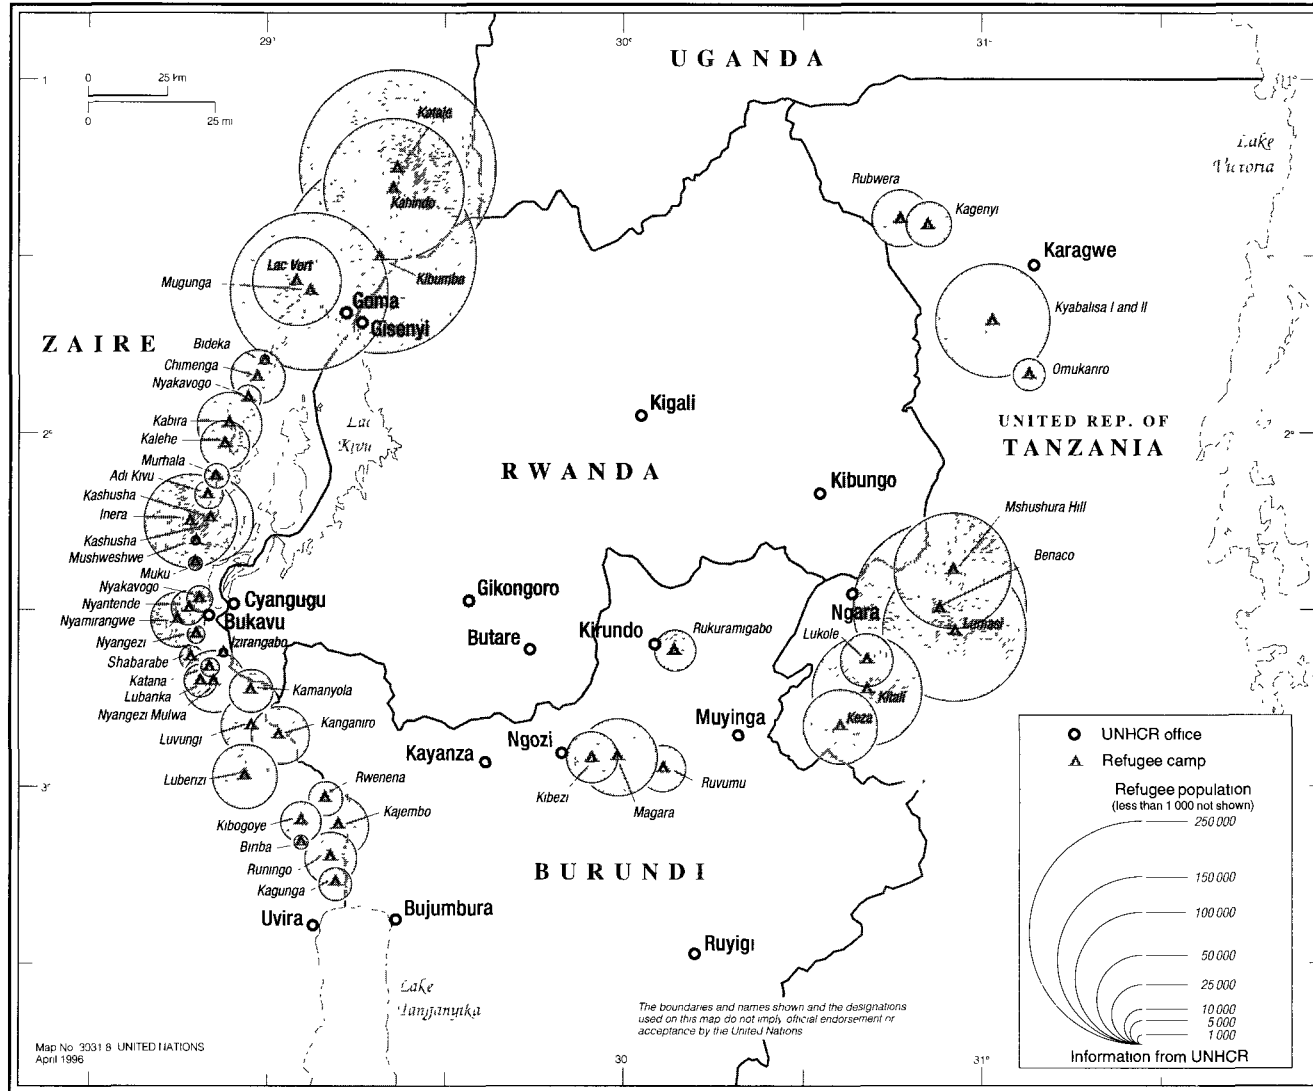 29°
30°
31°
UGANDA
1
1°
0 25 km
0 25 mi
Katale
Kahindo
Lake
Victoria
Rubwera
Kagenyi
Karagwe
Lac Vert
Mugunga
Kibumba
Goma
Gisenyi
Kyabalisa I and II
ZAIRE
Bideka
Chimenga
Nyakavogo
Omukariro
Kabira
Kalehe
Lac
Kivu
Kigali
UNITED REP. OF
TANZANIA
2°
2°
Murhala
Adi Kivu
Kashusha
Inera
Kashusha
Mushweshwe
Muku
RWANDA
Kibungo
Mshushura Hill
Benaco
Nyakavogo
Nyantende
Nyamirangwe
Cyangugu
Bukavu
Nyangezi
Izirangabo
Gikongoro
Butare
Kirundo
Rukuramigabo
Ngara
Lukole
Lumasi
Shabarabe
Katana
Lubanka
Nyangezi Mulwa
Kamanyola
Luvungi
Kanganiro
Kitali
Keza
Muyinga
Kayanza
Ngozi
Kibezi
Magara
Ruvumu
Luberizi
3°
Rwenena
Kibogoye
Kajembo
Biriba
Runingo
Kagunga
BURUNDI
Uvira
Bujumbura
Ruyigi
Lake
Tanganyika
UNHCR office
Refugee camp
Refugee population
(less than 1 000 not shown)
250 000
150 000
100 000
50 000
25 000
10 000
5 000
1 000
Information from UNHCR
The boundaries and names shown and the designations
used on this map do not imply official endorsement or
acceptance by the United Nations
Map No 3031 8 UNITED NATIONS
April 1996
30
31°